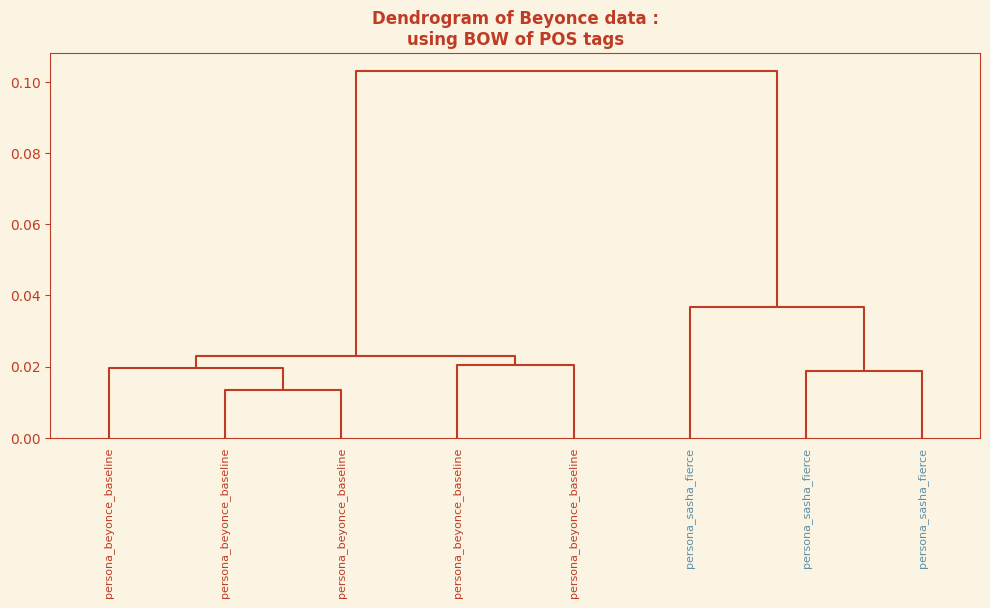 Dendrogram of Beyonce data :
using BOW of POS tags
0.10
0.08
0.06
0.04
0.02
0.00
persona_beyonce_baseline
persona_beyonce_baseline
persona_beyonce_baseline
persona_beyonce_baseline
persona_beyonce_baseline
persona_sasha_fierce
persona_sasha_fierce
persona_sasha_fierce